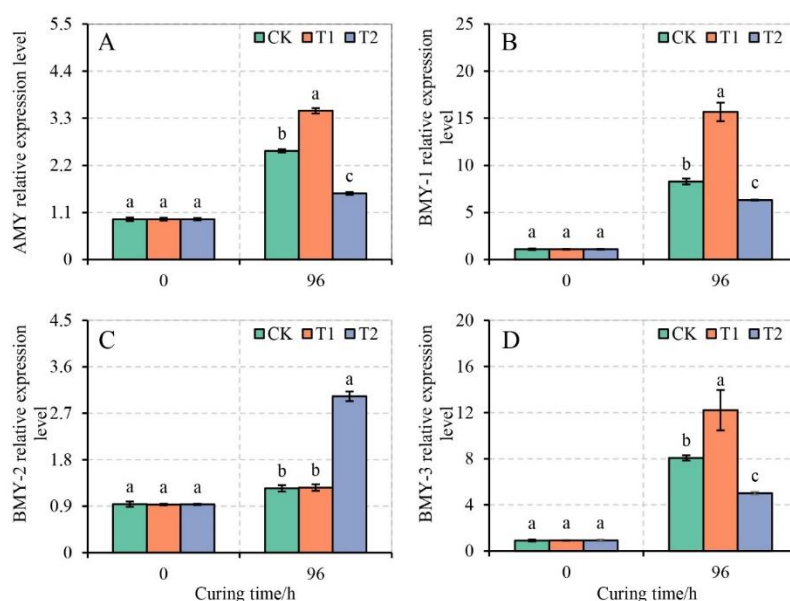 A
CK T1 T2
AMY relative expression level
5.5
4.4
3.3
2.2
1.1
0
a a a
b a c
0 96
B
CK T1 T2
BMY-1 relative expression
level
25
20
15
10
5
0
a a a
b a c
0 96
C
CK T1 T2
BMY-2 relative expression
level
4.5
3.6
2.7
1.8
0.9
0
a a a
b b a
0 96
Curing time/h
D
CK T1 T2
BMY-3 relative expression
level
20
16
12
8
4
0
a a a
b a c
0 96
Curing time/h